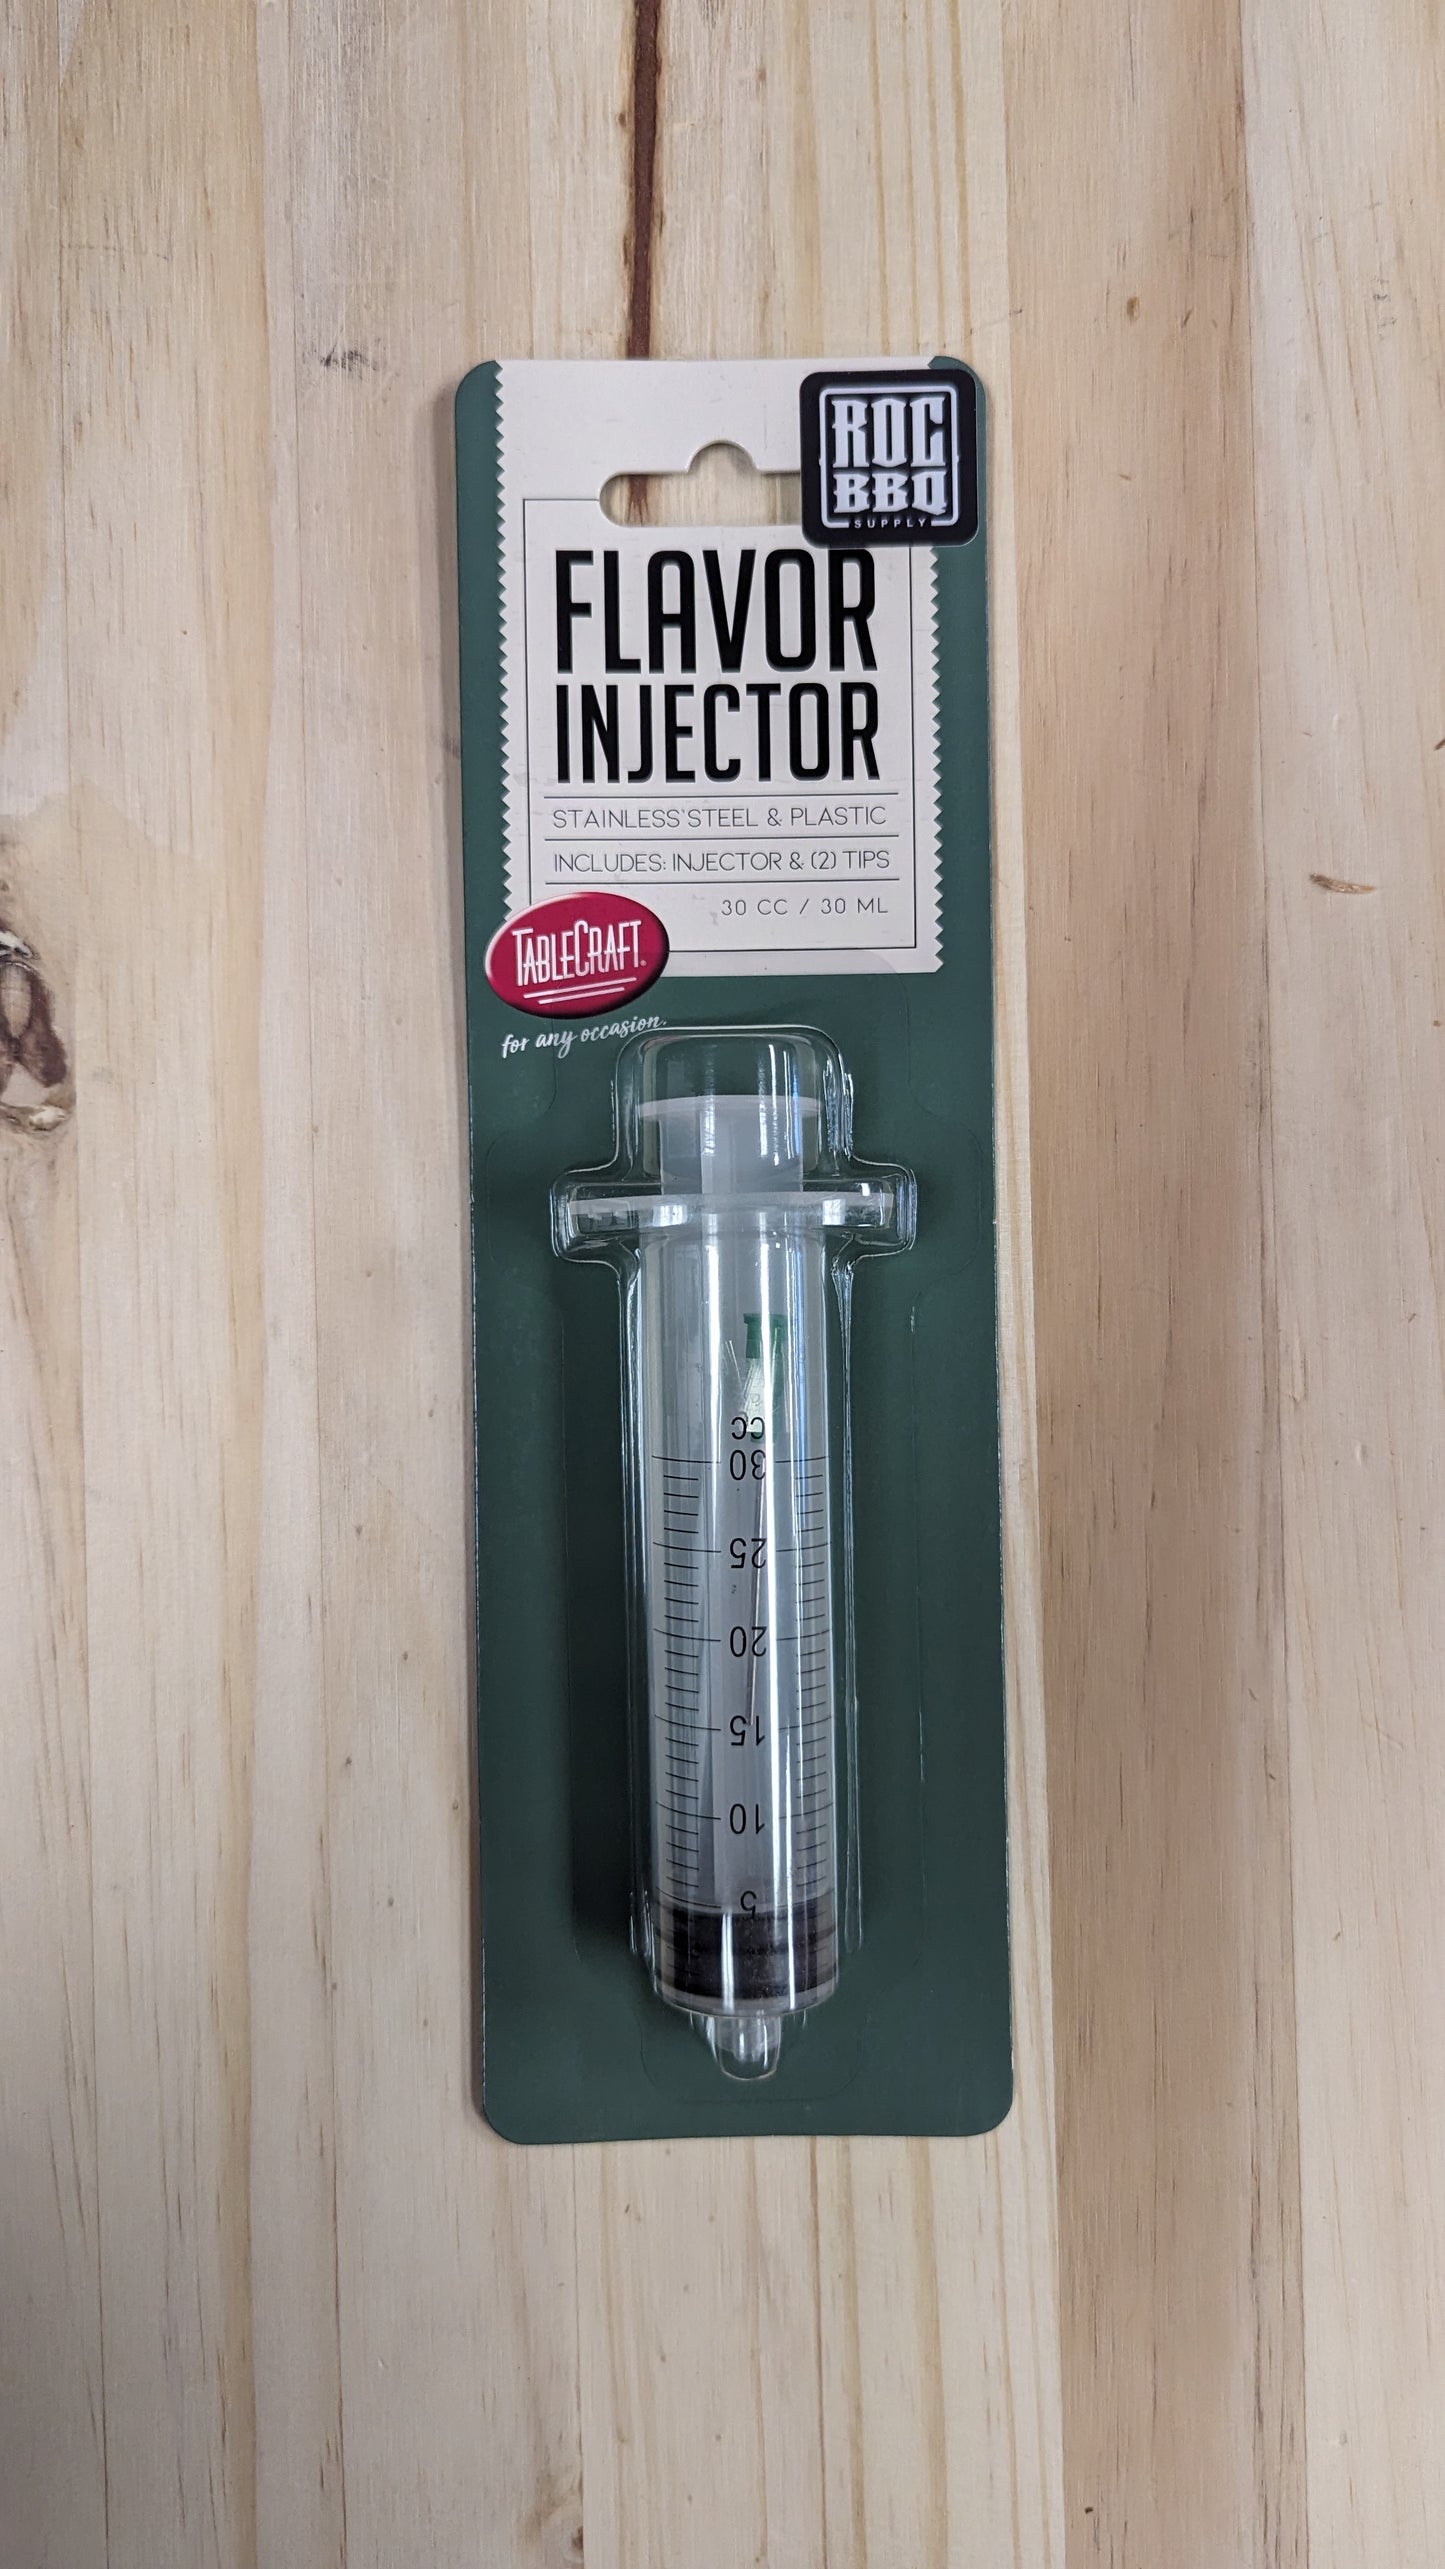 ROC
BBQ
SUPPLY
FLAVOR
INJECTOR
STAINLESS STEEL & PLASTIC
INCLUDES: INJECTOR & (2) TIPS
30 CC / 30 ML
TABLECRAFT®
for any occasion.
CC
30
25
20
15
10
5